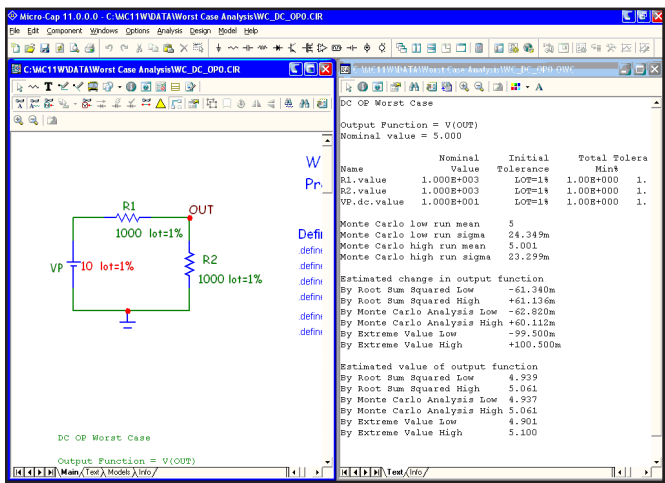 Micro-Cap 11.0.0.0 - C:\MC11W\DATA\Worst Case Analysis\WC_DC_OP0.CIR
File Edit Component Windows Options Analysis Design Model Help
C:\MC11W\DATA\Worst Case Analysis\WC_DC_OP0.CIR
W
Pr
R1
OUT
1000 lot=1%
Defin
R2
.define
VP
10 lot=1%
.define
1000 lot=1%
.define
.define
.define
.define
DC OP Worst Case
Output Function = V(OUT)
Main Text Models Info
C:\MC11W\DATA\Worst Case Analysis\WC_DC_OP0.OWC
DC OP Worst Case
Output Function = V(OUT)
Nominal value = 5.000
Nominal Initial Total Tolera
Name Value Tolerance Min%
R1.value 1.000E+003 LOT=1% 1.00E+000 1.
R2.value 1.000E+003 LOT=1% 1.00E+000 1.
VP.dc.value 1.000E+001 LOT=1% 1.00E+000 1.
Monte Carlo low run mean 5
Monte Carlo low run sigma 24.349m
Monte Carlo high run mean 5.001
Monte Carlo high run sigma 23.299m
Estimated change in output function
By Root Sum Squared Low -61.340m
By Root Sum Squared High +61.136m
By Monte Carlo Analysis Low -62.820m
By Monte Carlo Analysis High +60.112m
By Extreme Value Low -99.500m
By Extreme Value High +100.500m
Estimated value of output function
By Root Sum Squared Low 4.939
By Root Sum Squared High 5.061
By Monte Carlo Analysis Low 4.937
By Monte Carlo Analysis High 5.061
By Extreme Value Low 4.901
By Extreme Value High 5.100
Text Info